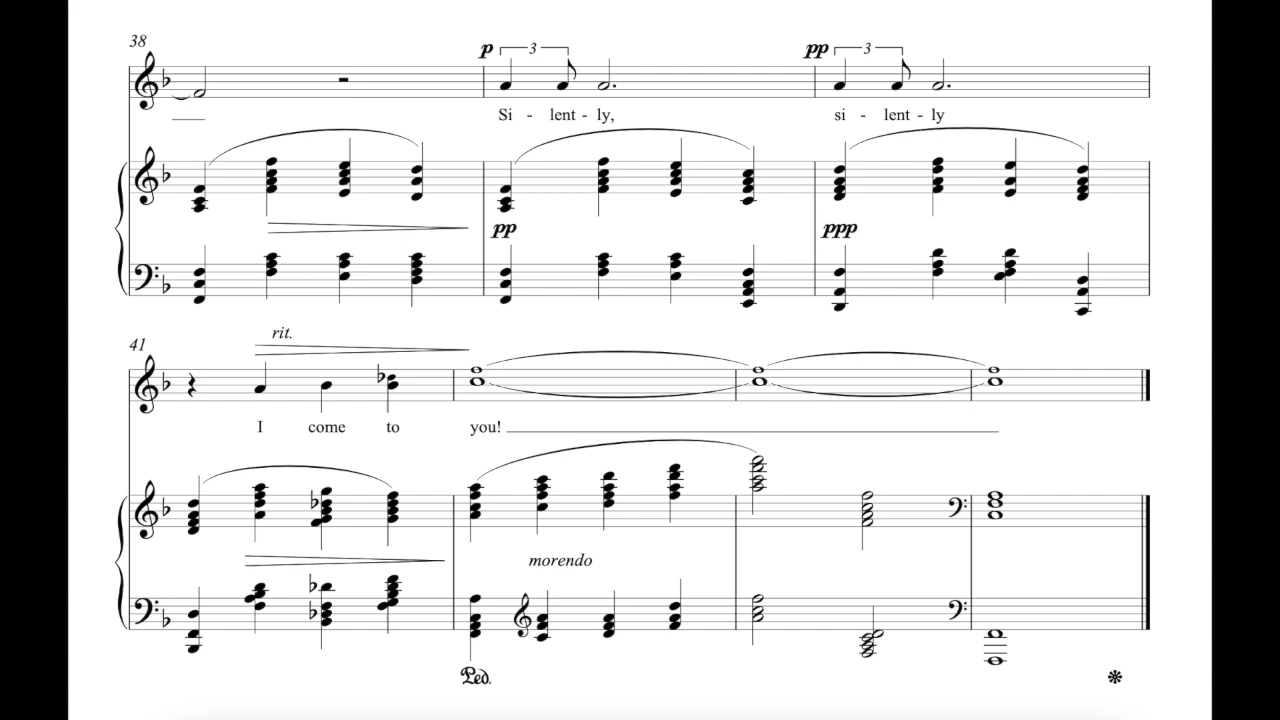 38
p 3 pp 3
Si - lent - ly, si - lent - ly
pp ppp
41 rit.
I come to you!
morendo
Ped.